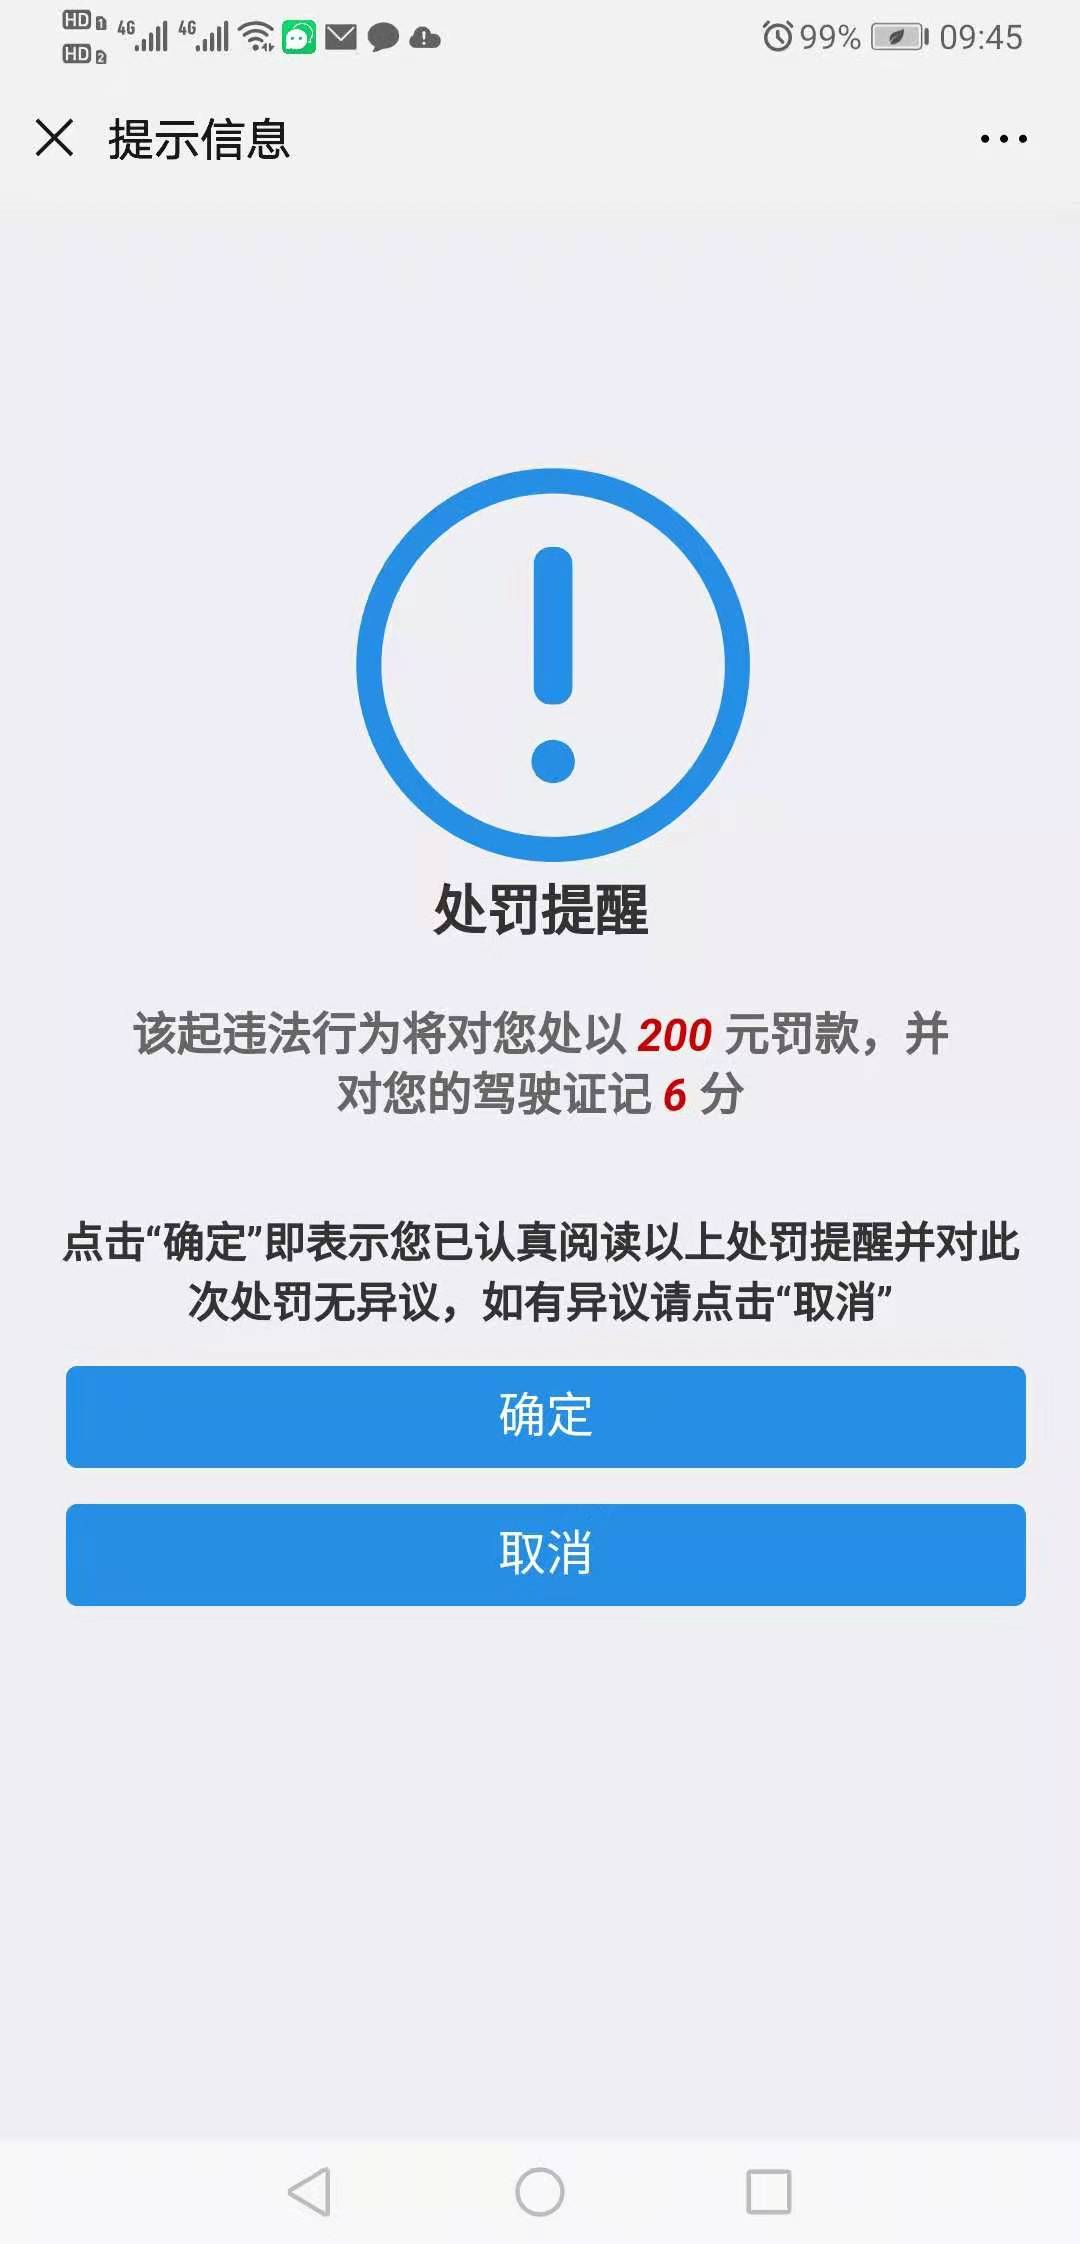 HD 1 4G 4G 99% 09:45
HD 2
提示信息
处罚提醒
该起违法行为将对您处以 200 元罚款，并
对您的驾驶证记 6 分
点击“确定”即表示您已认真阅读以上处罚提醒并对此
次处罚无异议，如有异议请点击“取消”
确定
取消